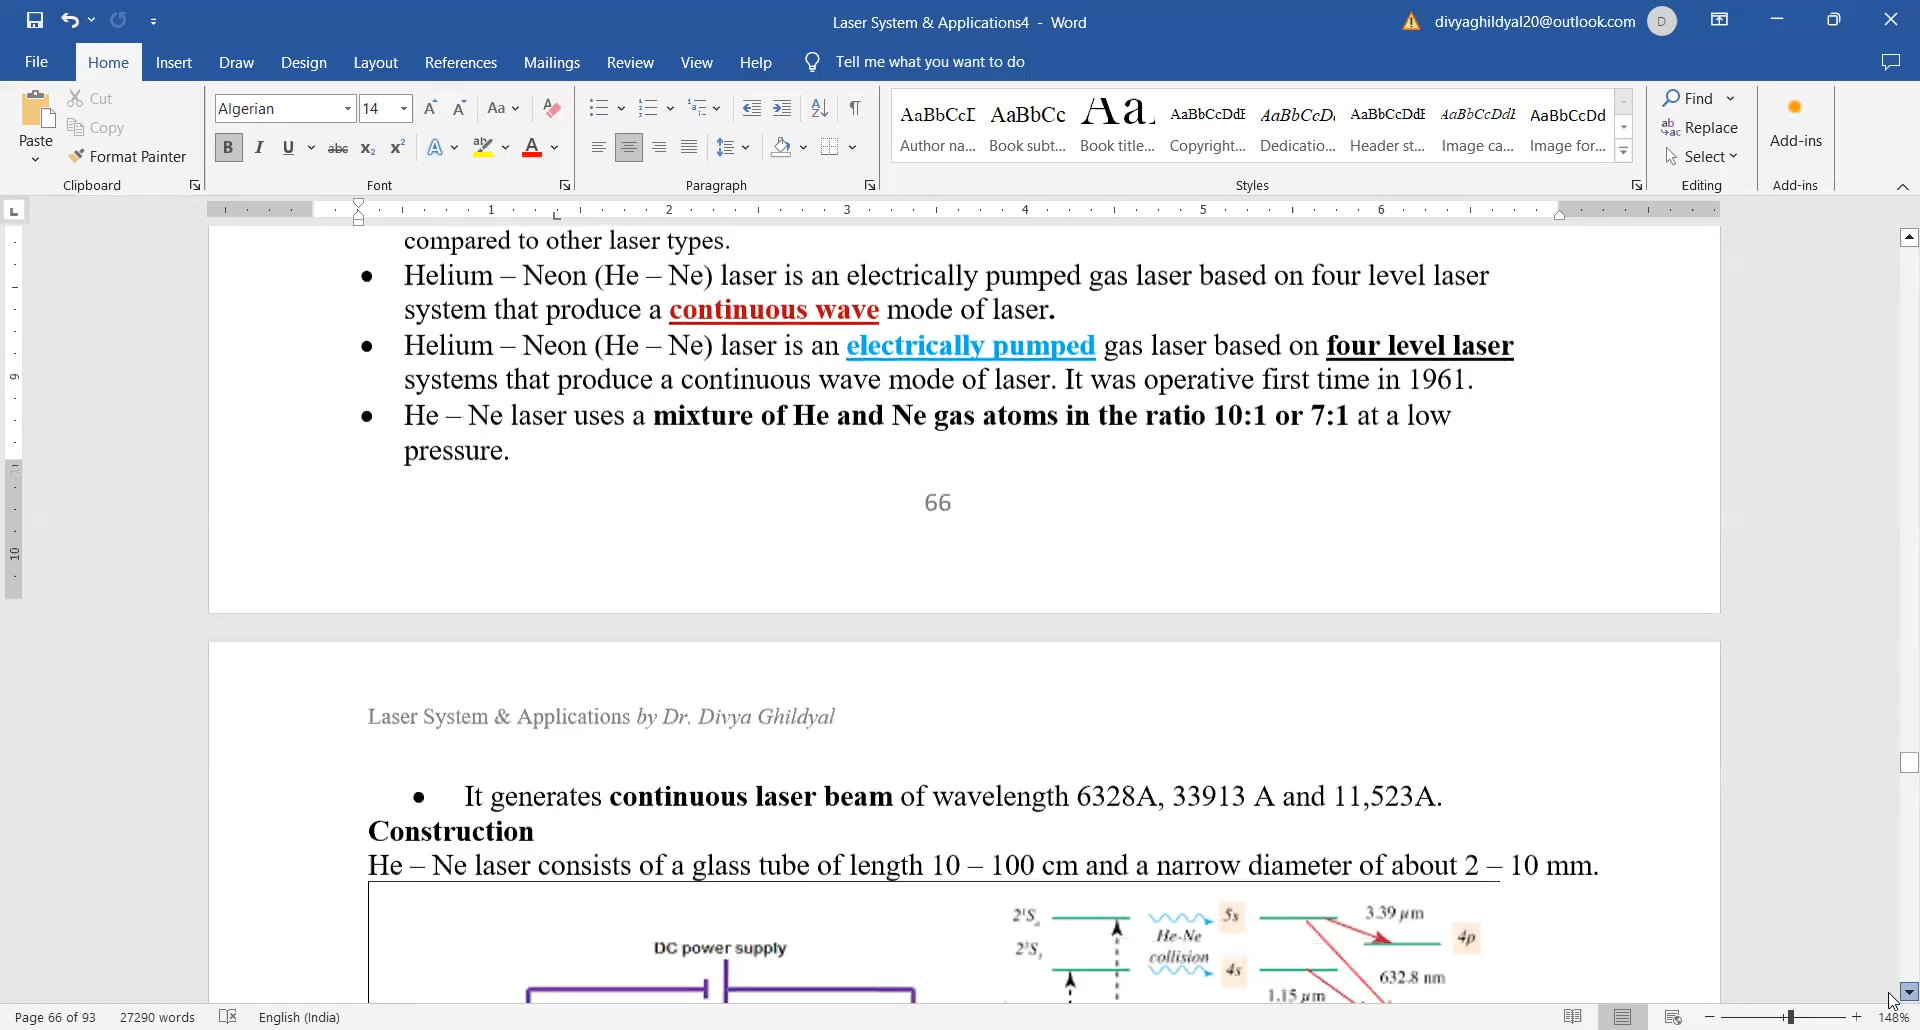 Laser System & Applications4 - Word
divyaghildyal20@outlook.com
D
File Home Insert Draw Design Layout References Mailings Review View Help Tell me what you want to do
Paste
Cut
Copy
Format Painter
Clipboard
Algerian 14
Font
Paragraph
AaBbCcI AaBbCc Aa. AaBbCcDdE AaBbCcD AaBbCcDdE AaBbCcDdI AaBbCcDd
Author na... Book subt... Book title... Copyright... Dedicatio... Header st... Image ca... Image for...
Styles
Find
Replace
Select
Editing
Add-ins
Add-ins
1 2 3 4 5 6
compared to other laser types.
• Helium – Neon (He – Ne) laser is an electrically pumped gas laser based on four level laser
system that produce a continuous wave mode of laser.
• Helium – Neon (He – Ne) laser is an electrically pumped gas laser based on four level laser
systems that produce a continuous wave mode of laser. It was operative first time in 1961.
• He – Ne laser uses a mixture of He and Ne gas atoms in the ratio 10:1 or 7:1 at a low
pressure.
66
Laser System & Applications by Dr. Divya Ghildyal
• It generates continuous laser beam of wavelength 6328A, 33913 A and 11,523A.
Construction
He – Ne laser consists of a glass tube of length 10 – 100 cm and a narrow diameter of about 2 – 10 mm.
DC power supply
He-Ne
collision
5s
4s
3.39 µm
4p
632.8 nm
1.15 µm
9
10
Page 66 of 93 27290 words English (India) 148%